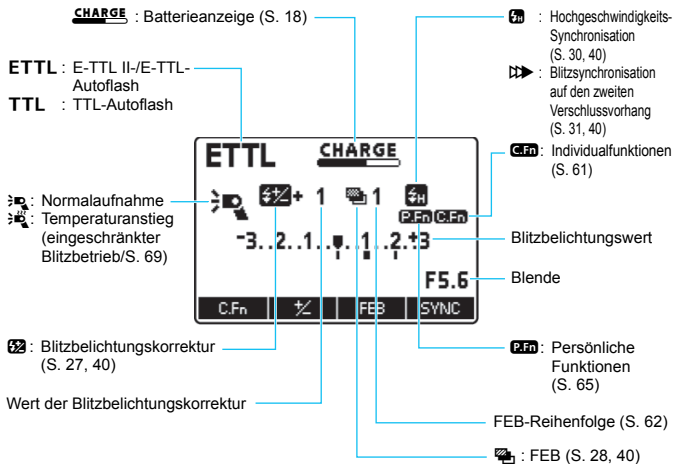 CHARGE : Batterieanzeige (S. 18)
ETTL : E-TTL II-/E-TTL-
Autoflash
TTL : TTL-Autoflash
: Hochgeschwindigkeits-
Synchronisation
(S. 30, 40)
: Blitzsynchronisation
auf den zweiten
Verschlussvorhang
(S. 31, 40)
C.Fn : Individualfunktionen
(S. 61)
: Normalaufnahme
: Temperaturanstieg
(eingeschränkter
Blitzbetrieb/S. 69)
ETTL CHARGE
+ 1 1 H
P.Fn C.Fn
-3..2..1..0..1..2.+3
F5.6
C.Fn +/- FEB SYNC
Blitzbelichtungswert
Blende
: Blitzbelichtungskorrektur
(S. 27, 40)
Wert der Blitzbelichtungskorrektur
P.Fn : Persönliche
Funktionen
(S. 65)
FEB-Reihenfolge (S. 62)
: FEB (S. 28, 40)